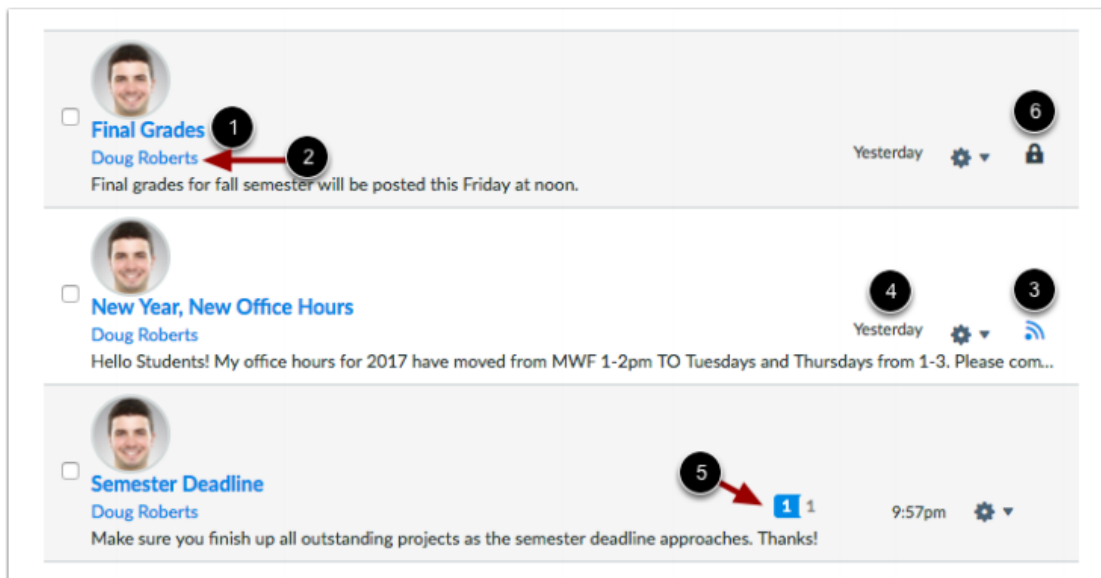 6
Final Grades 1
Doug Roberts 2
Yesterday
Final grades for fall semester will be posted this Friday at noon.
4 3
New Year, New Office Hours
Doug Roberts
Yesterday
Hello Students! My office hours for 2017 have moved from MWF 1-2pm TO Tuesdays and Thursdays from 1-3. Please com...
5
Semester Deadline
Doug Roberts
1 1 9:57pm
Make sure you finish up all outstanding projects as the semester deadline approaches. Thanks!